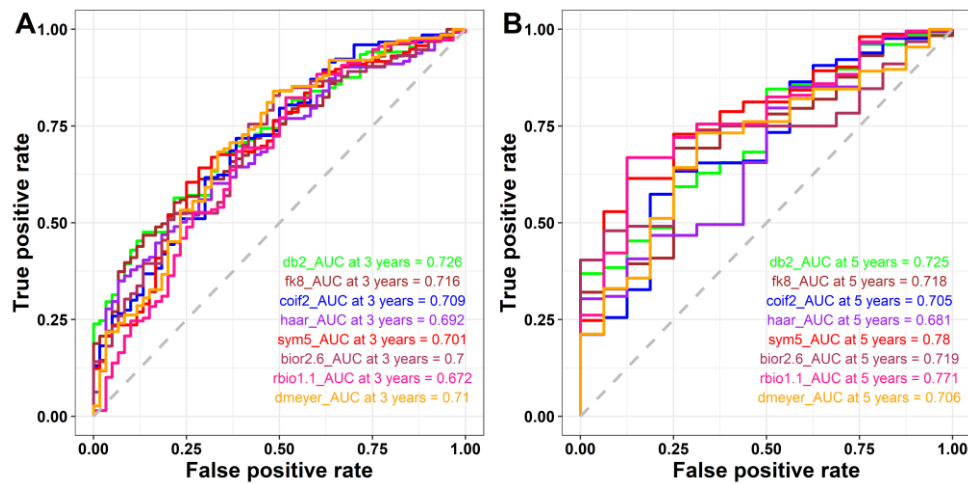 A
True positive rate
1.00
0.75
0.50
0.25
0.00
db2_AUC at 3 years = 0.726
fk8_AUC at 3 years = 0.716
coif2_AUC at 3 years = 0.709
haar_AUC at 3 years = 0.692
sym5_AUC at 3 years = 0.701
bior2.6_AUC at 3 years = 0.7
rbio1.1_AUC at 3 years = 0.672
dmeyer_AUC at 3 years = 0.71
0.00 0.25 0.50 0.75 1.00
False positive rate
B
True positive rate
1.00
0.75
0.50
0.25
0.00
db2_AUC at 5 years = 0.725
fk8_AUC at 5 years = 0.718
coif2_AUC at 5 years = 0.705
haar_AUC at 5 years = 0.681
sym5_AUC at 5 years = 0.78
bior2.6_AUC at 5 years = 0.719
rbio1.1_AUC at 5 years = 0.771
dmeyer_AUC at 5 years = 0.706
0.00 0.25 0.50 0.75 1.00
False positive rate